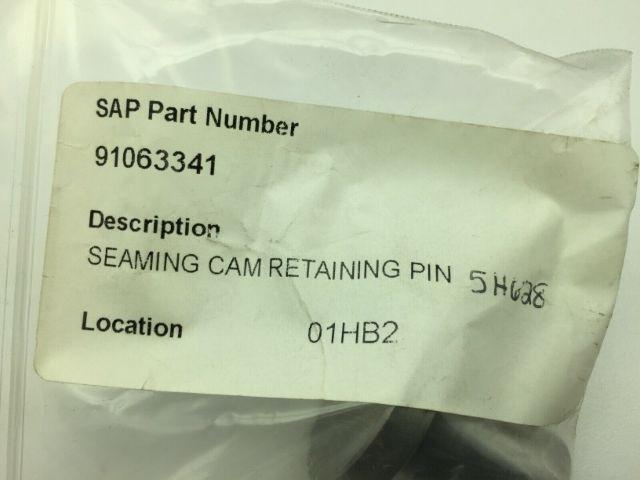 SAP Part Number
91063341
Description
SEAMING CAM RETAINING PIN 5H628
Location 01HB2